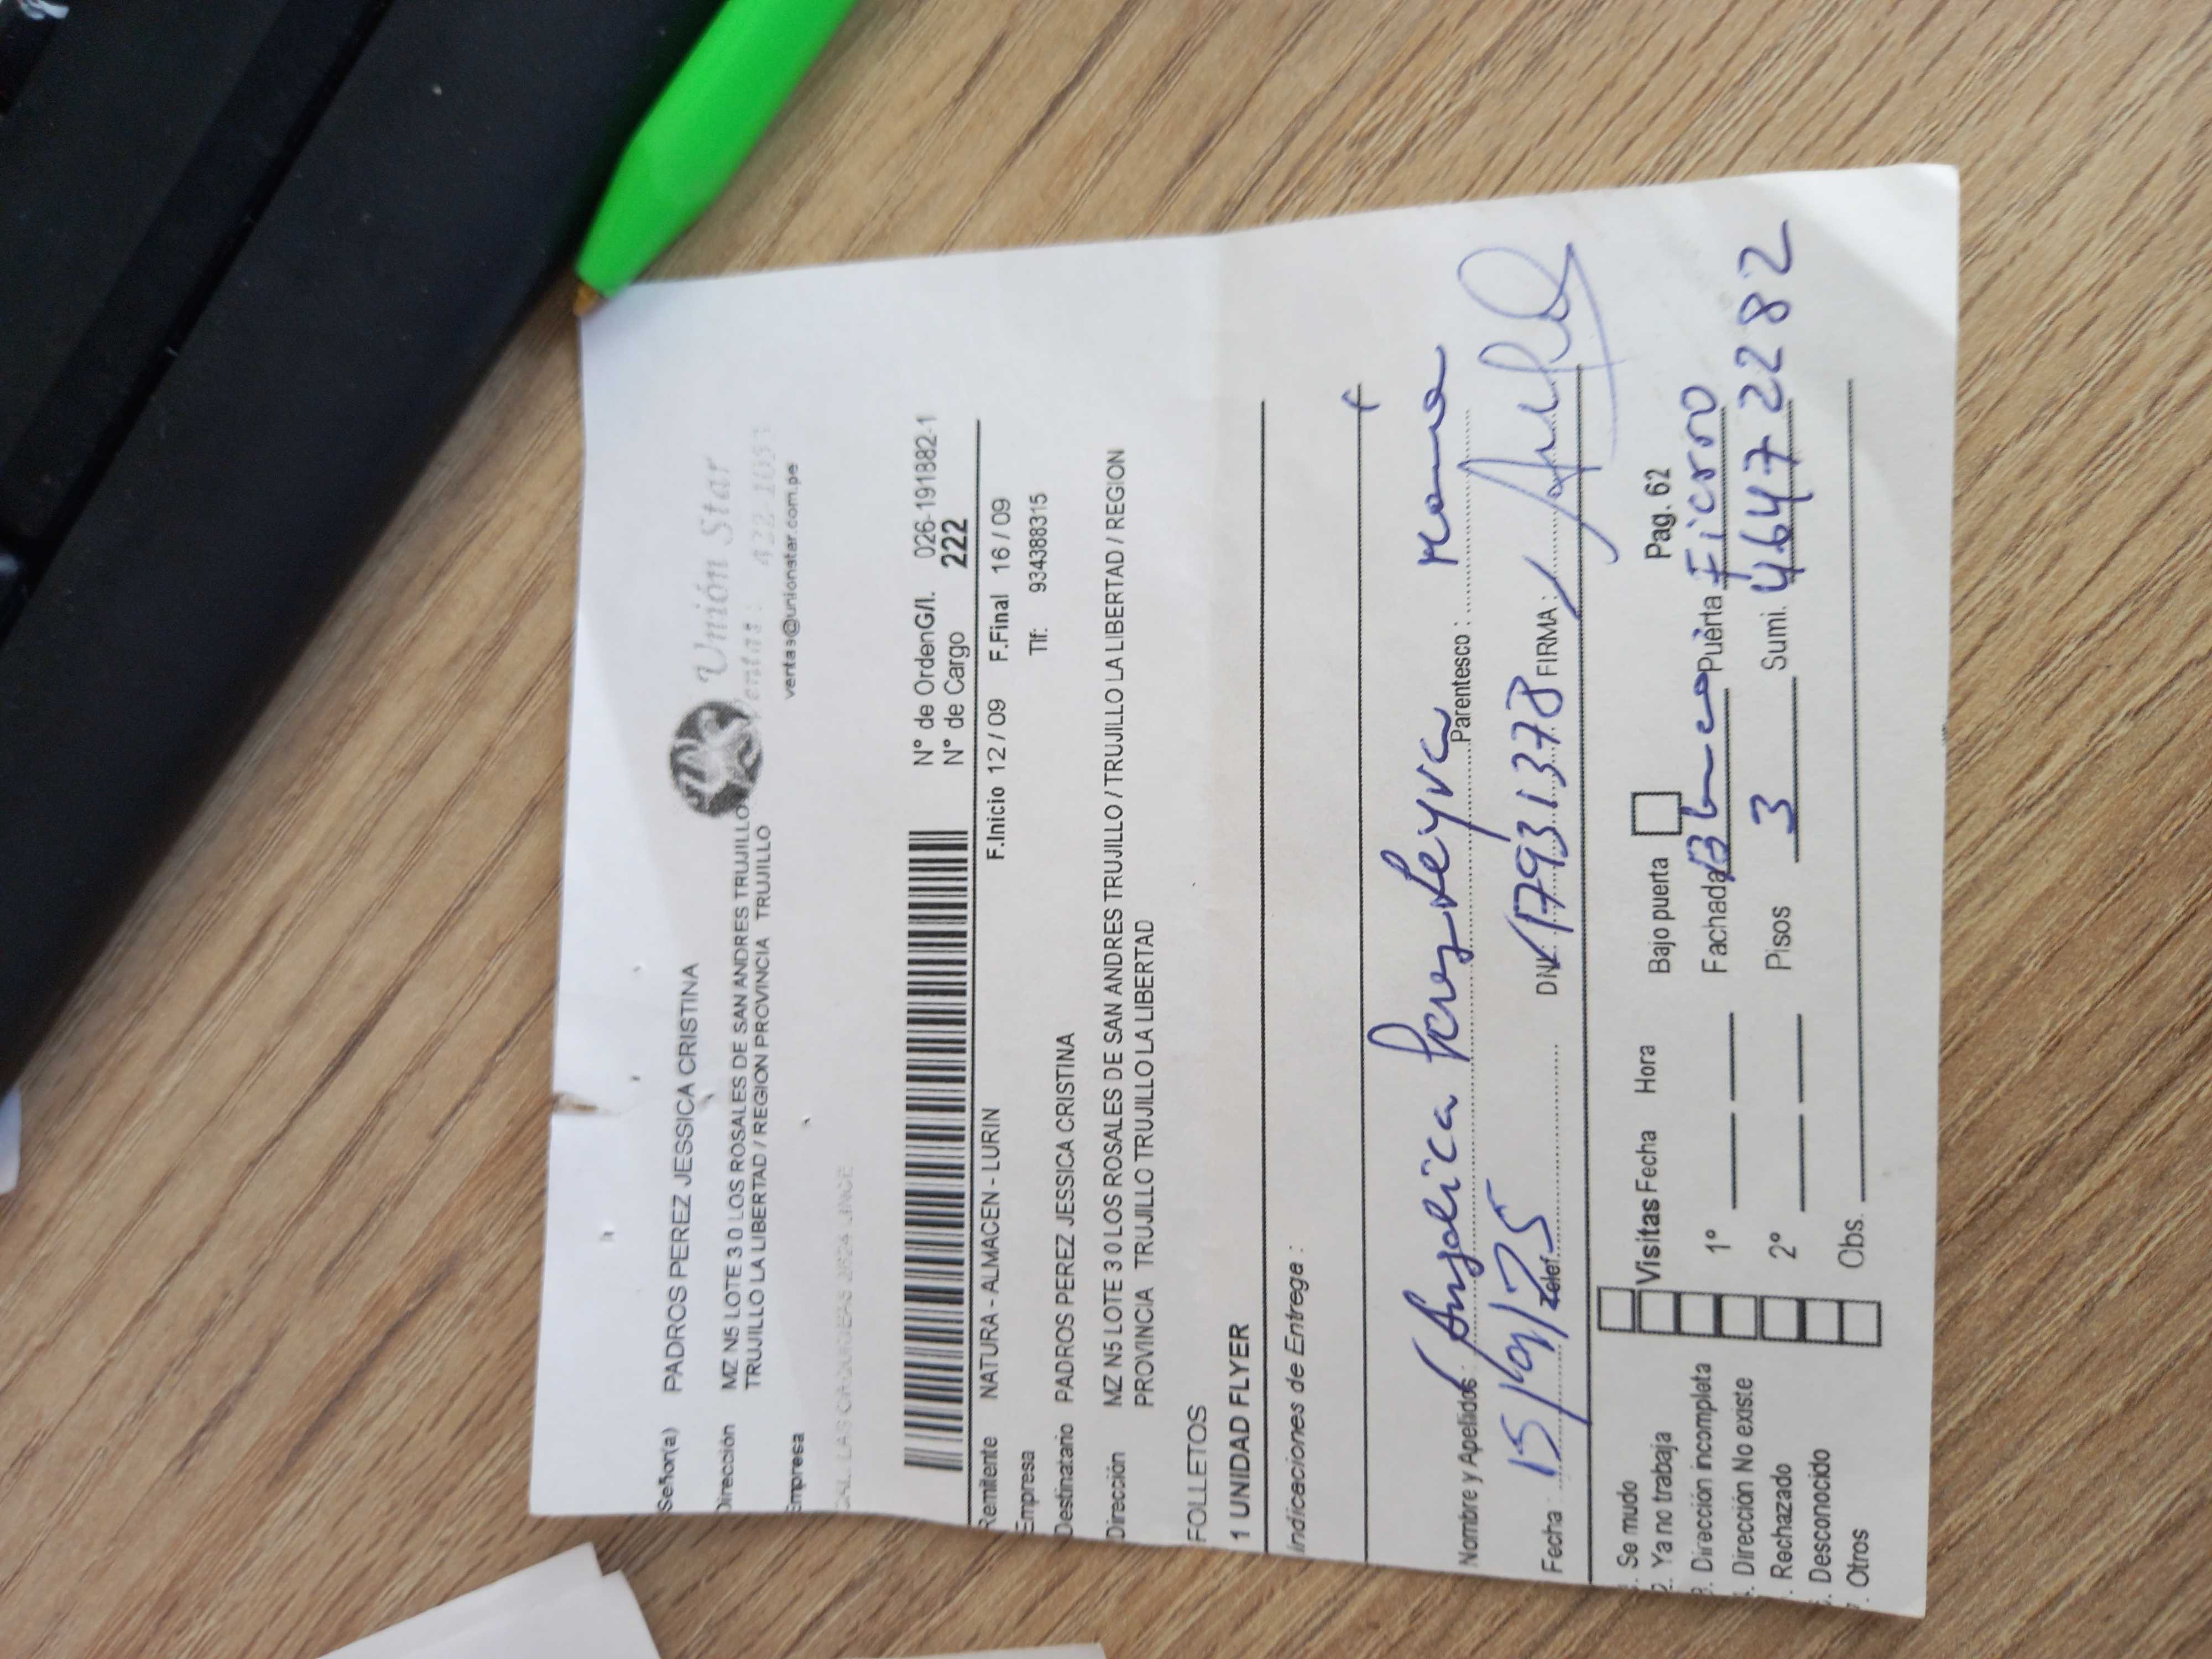 Señor(a) PADROS PEREZ JESSICA CRISTINA
Unión Star
Dirección MZ N5 LOTE 3 0 LOS ROSALES DE SAN ANDRES TRUJILLO
TRUJILLO LA LIBERTAD / REGION PROVINCIA TRUJILLO
ventas@unionstar.com.pe
Empresa
N° de OrdenG/I. 026-191882-1
N° de Cargo 222
Remitente NATURA - ALMACEN - LURIN F.Inicio 12 / 09 F.Final 16 / 09
Empresa Tlf: 934388315
Destinatario PADROS PEREZ JESSICA CRISTINA
Dirección MZ N5 LOTE 3 0 LOS ROSALES DE SAN ANDRES TRUJILLO / TRUJILLO LA LIBERTAD / REGION
PROVINCIA TRUJILLO TRUJILLO LA LIBERTAD
FOLLETOS
1 UNIDAD FLYER
Indicaciones de Entrega :
Nombre y Apellidos : Angelica Perez Leyva Parentesco : mama
Fecha : 15/09/25 Telef. DNI 17931378 FIRMA :
. Se mudo
2. Ya no trabaja Visitas Fecha Hora Bajo puerta Pag. 62
3. Dirección incompleta 1° Fachada Blanca Puerta Fierro
. Dirección No existe
. Rechazado 2° Pisos 3 Sumi. 46472282
. Desconocido
. Otros Obs.